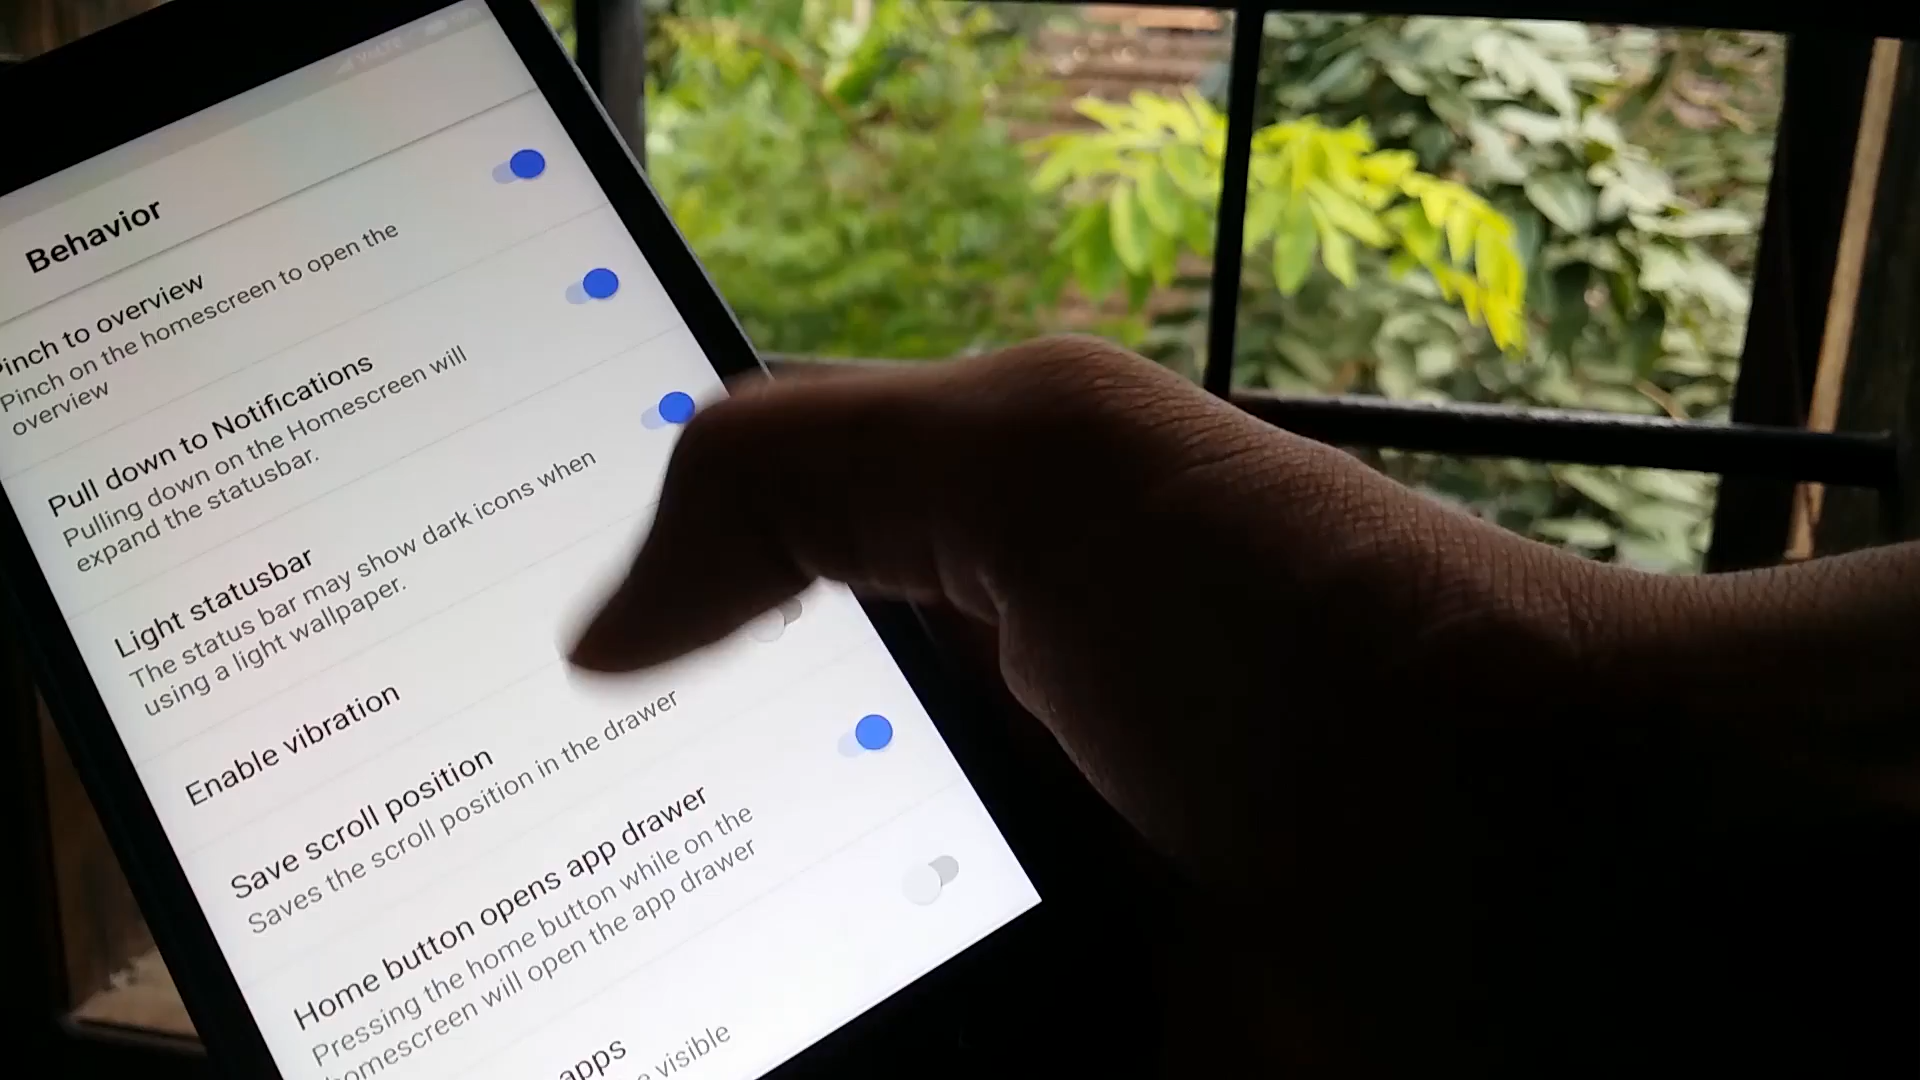 VoLTE
Behavior
Pinch to overview
Pinch on the homescreen to open the
overview
Pull down to Notifications
Pulling down on the Homescreen will
expand the statusbar.
Light statusbar
The status bar may show dark icons when
using a light wallpaper.
Enable vibration
Save scroll position
Saves the scroll position in the drawer
Home button opens app drawer
Pressing the home button while on the
homescreen will open the app drawer
apps
visible